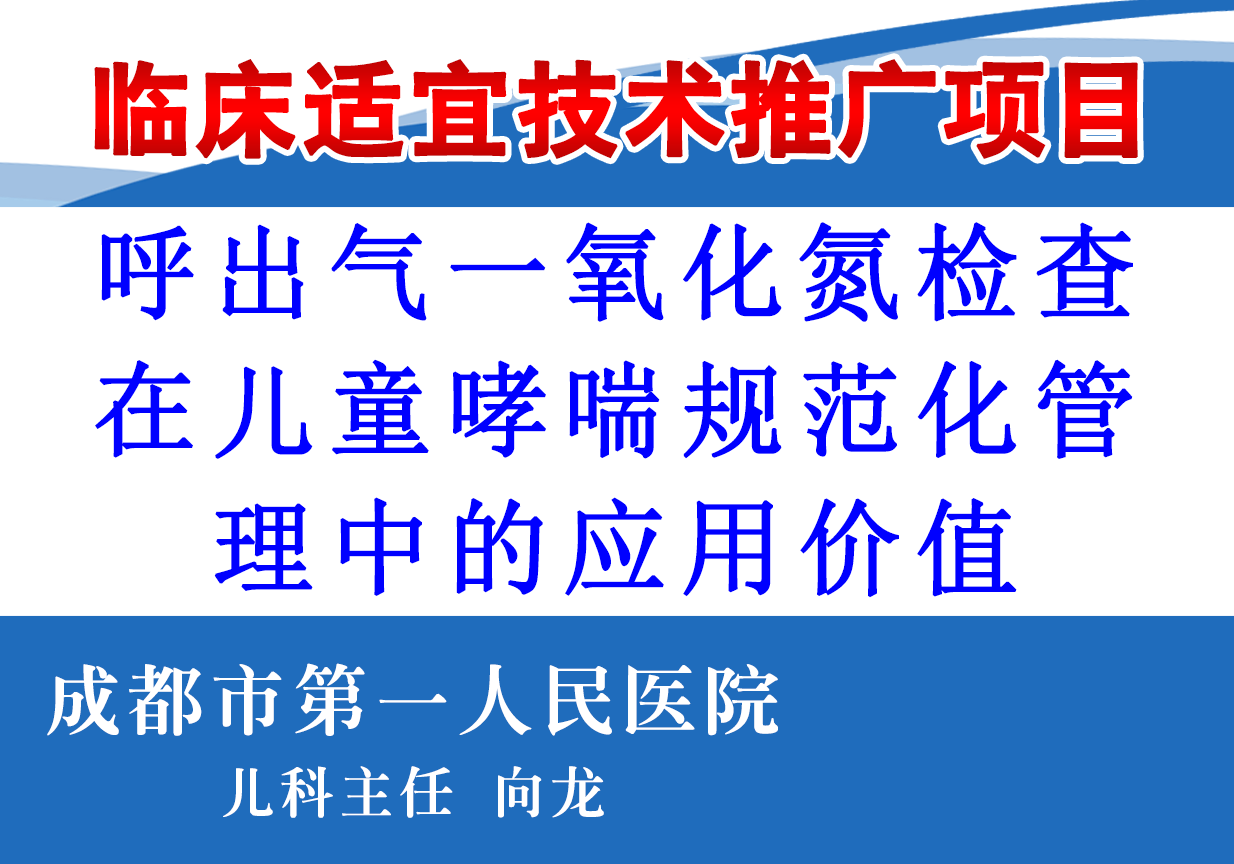 临床适宜技术推广项目
呼出气一氧化氮检查
在儿童哮喘规范化管
理中的应用价值
成都市第一人民医院
儿科主任 向龙